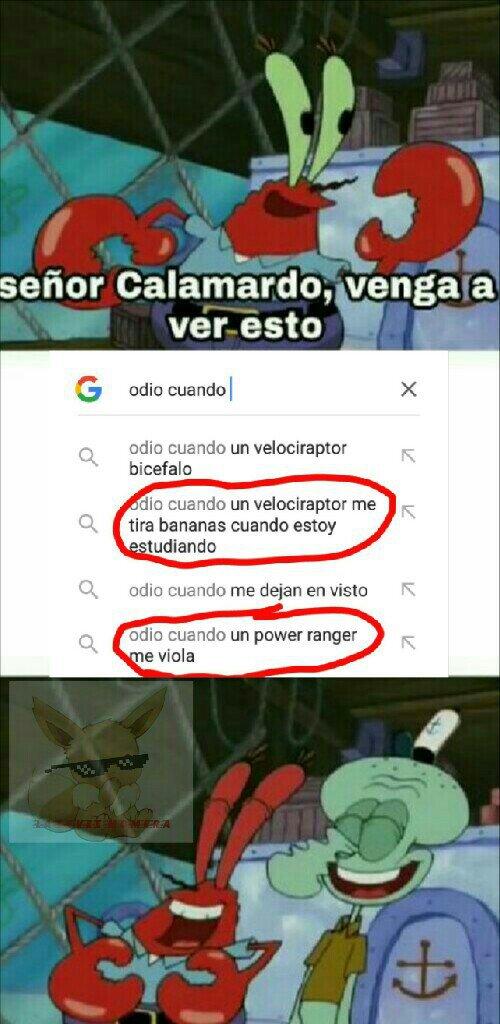 señor Calamardo, venga a
ver esto
G odio cuando
odio cuando un velociraptor
bicefalo
odio cuando un velociraptor me
tira bananas cuando estoy
estudiando
odio cuando me dejan en visto
odio cuando un power ranger
me viola